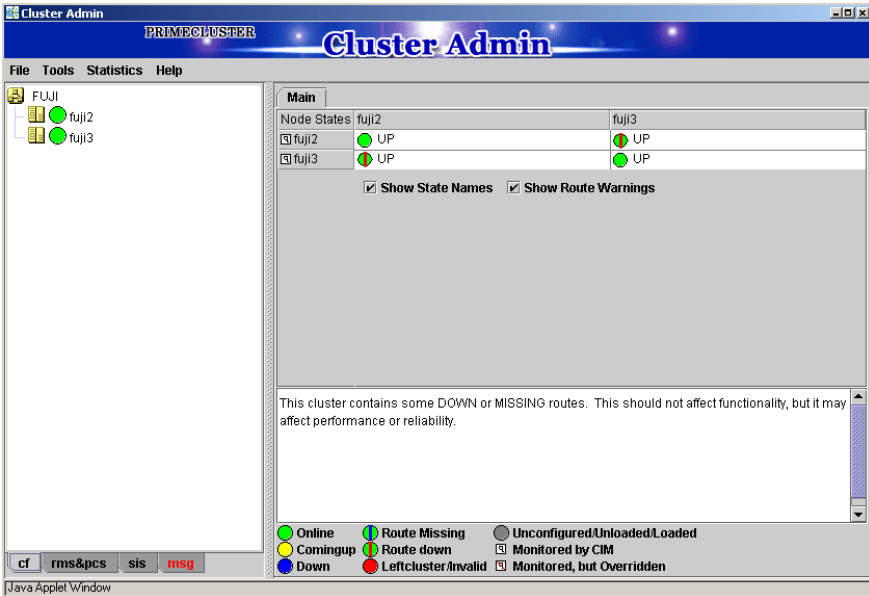 Cluster Admin
PRIMECLUSTER
Cluster Admin
File Tools Statistics Help
FUJI
fuji2
fuji3
Main
Node States fuji2 fuji3
fuji2 UP UP
fuji3 UP UP
Show State Names Show Route Warnings
This cluster contains some DOWN or MISSING routes. This should not affect functionality, but it may
affect performance or reliability.
Online Route Missing Unconfigured/Unloaded/Loaded
Comingup Route down Monitored by CIM
Down Leftcluster/Invalid Monitored, but Overridden
cf rms&pcs sis msg
Java Applet Window